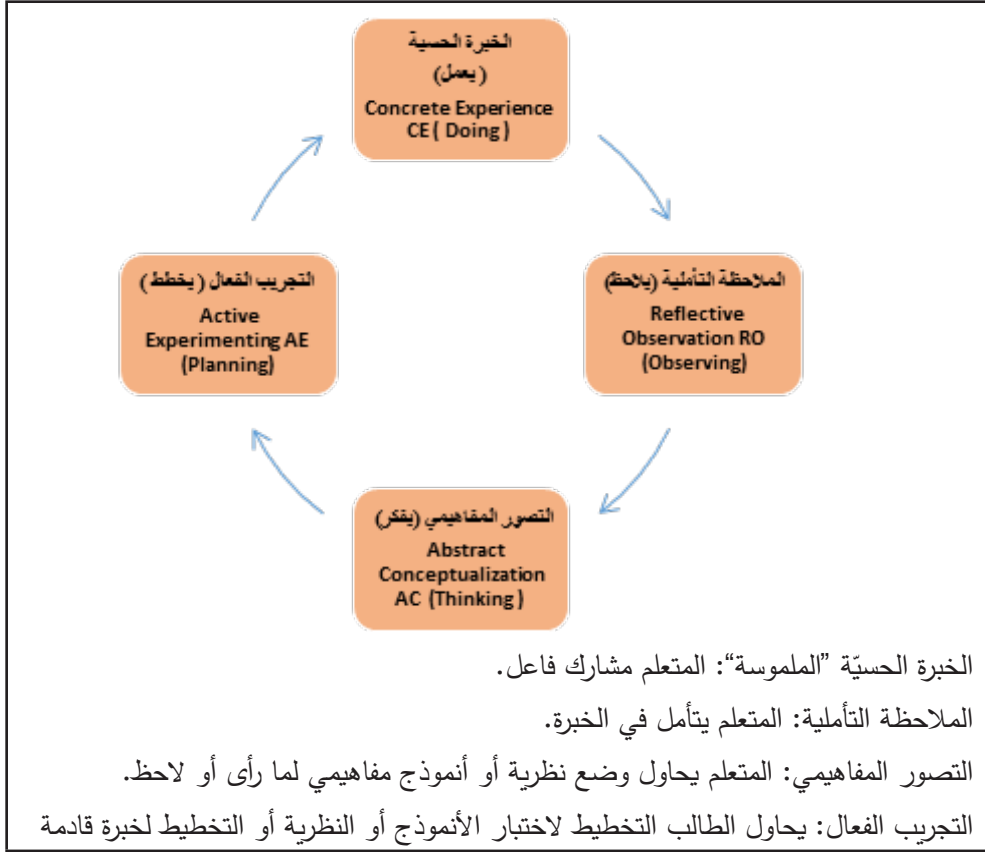 الخبرة الحسية
(يعمل)
Concrete Experience
CE ( Doing )
التجريب الفعال ( يخطط )
Active
Experimenting AE
(Planning)
الملاحظة التأملية (يلاحظ)
Reflective
Observation RO
(Observing)
التصور المفاهيمي (يفكر)
Abstract
Conceptualization
AC (Thinking )
الخبرة الحسيّة ”الملموسة“: المتعلم مشارك فاعل.
الملاحظة التأملية: المتعلم يتأمل في الخبرة.
التصور المفاهيمي: المتعلم يحاول وضع نظرية أو أنموذج مفاهيمي لما رأى أو لاحظ.
التجريب الفعال: يحاول الطالب التخطيط لاختبار الأنموذج أو النظرية أو التخطيط لخبرة قادمة